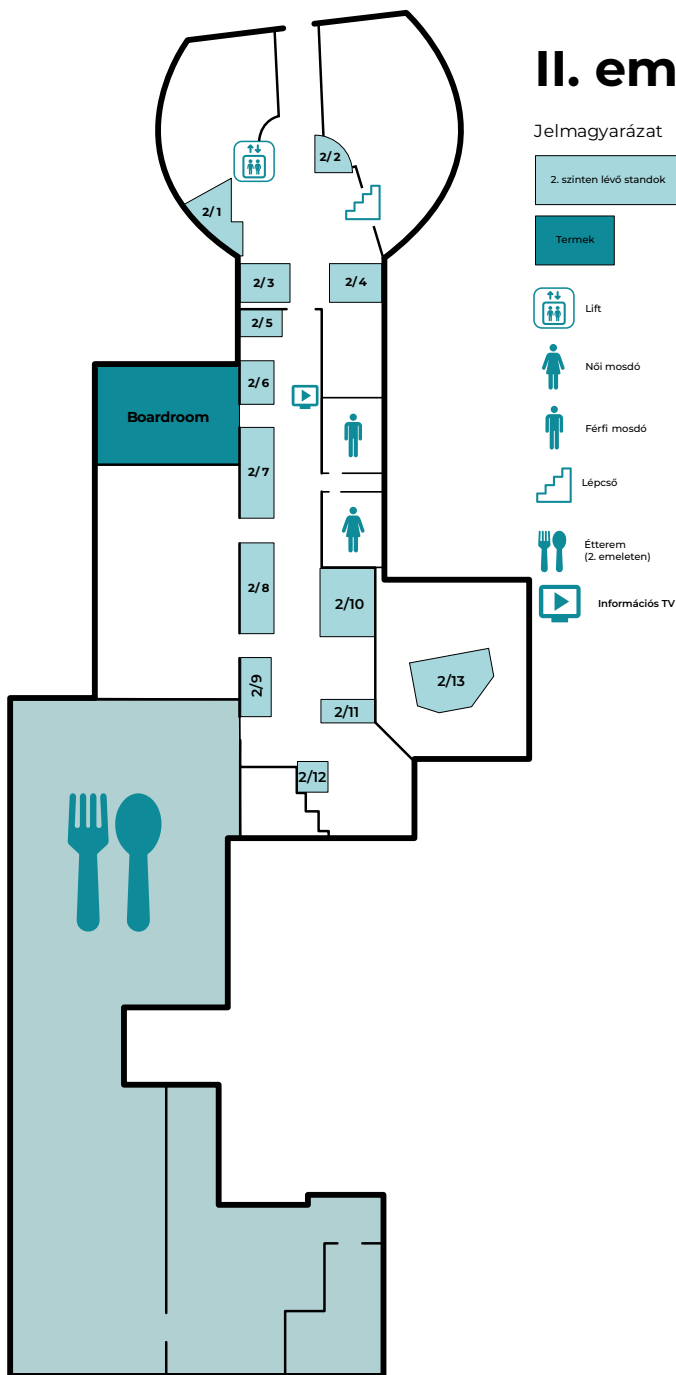 II. em
Jelmagyarázat
2. szinten lévő standok
Termek
Lift
Női mosdó
Férfi mosdó
Lépcső
Étterem
(2. emeleten)
Információs TV
2/1
2/2
2/3
2/4
2/5
2/6
Boardroom
2/7
2/8
2/10
2/9
2/13
2/11
2/12